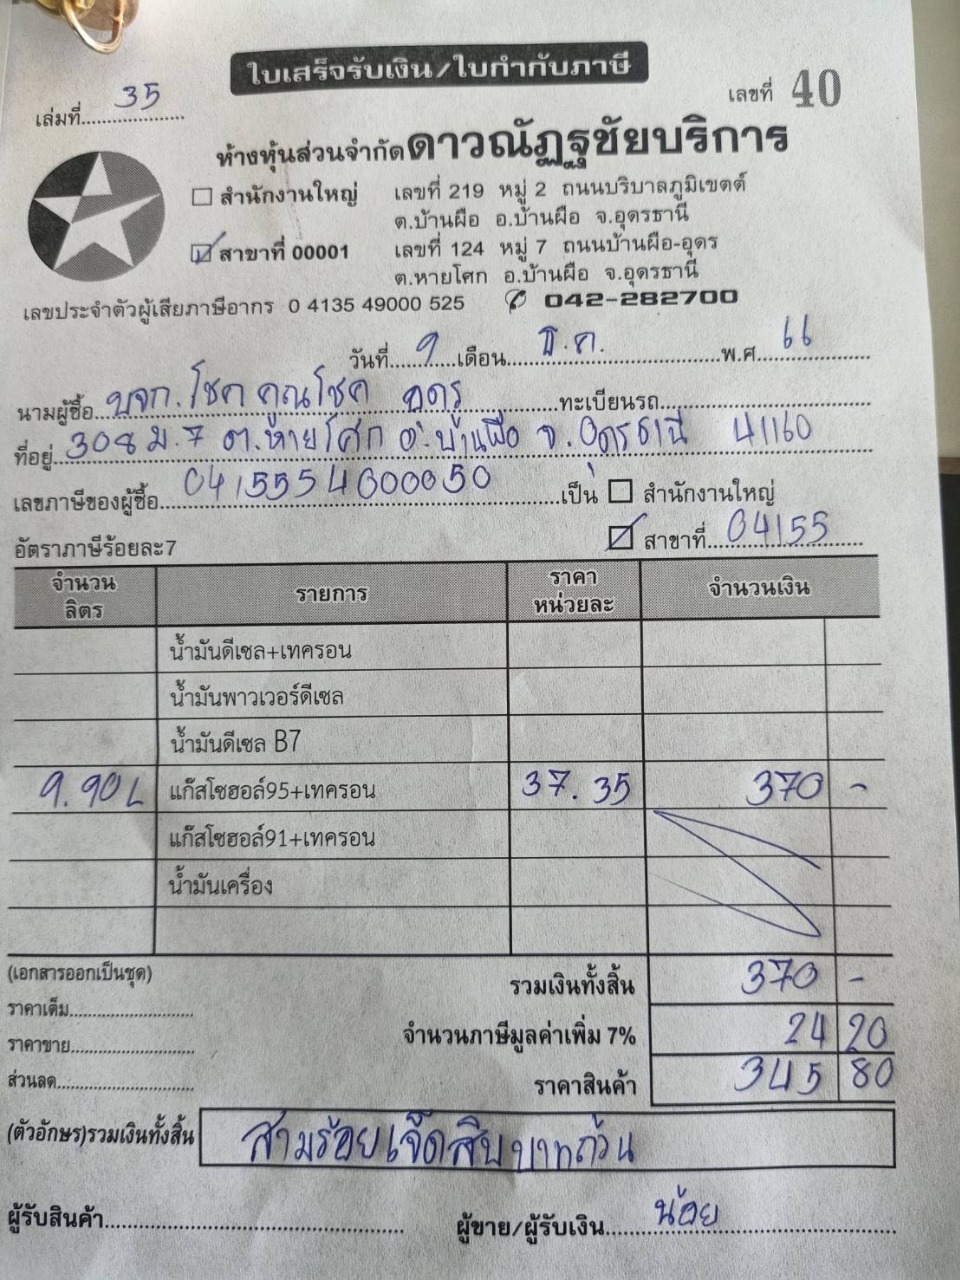 ใบเสร็จรับเงิน/ใบกำกับภาษี
เล่มที่ 35 เลขที่ 40
ห้างหุ้นส่วนจำกัดดาวณัฏฐชัยบริการ
สำนักงานใหญ่ เลขที่ 219 หมู่ 2 ถนนบริบาลภูมิเขตต์
ต.บ้านผือ อ.บ้านผือ จ.อุดรธานี
สาขาที่ 00001 เลขที่ 124 หมู่ 7 ถนนบ้านผือ-อุดร
ต.หายโศก อ.บ้านผือ จ.อุดรธานี
เลขประจำตัวผู้เสียภาษีอากร 0 4135 49000 525 042-282700
วันที่ 9 เดือน ธ.ค. พ.ศ. 66
นามผู้ซื้อ บจก. โชค คูณโชค อุดร ทะเบียนรถ
ที่อยู่ 308 ม.7 ต.หายโศก อ.บ้านผือ จ.อุดรธานี 41160
เลขภาษีของผู้ซื้อ 0415554000050 เป็น สำนักงานใหญ่
อัตราภาษีร้อยละ7 สาขาที่ 04155
จำนวนลิตร รายการ ราคาหน่วยละ จำนวนเงิน
น้ำมันดีเซล+เทครอน
น้ำมันพาวเวอร์ดีเซล
น้ำมันดีเซล B7
9.90 L แก๊สโซฮอล์95+เทครอน 37.35 370 -
แก๊สโซฮอล์91+เทครอน
น้ำมันเครื่อง
(เอกสารออกเป็นชุด) รวมเงินทั้งสิ้น 370 -
ราคาเต็ม
จำนวนภาษีมูลค่าเพิ่ม 7% 24 20
ราคาขาย
ส่วนลด ราคาสินค้า 345 80
(ตัวอักษร)รวมเงินทั้งสิ้น สามร้อยเจ็ดสิบบาทถ้วน
ผู้รับสินค้า ผู้ขาย/ผู้รับเงิน น้อย